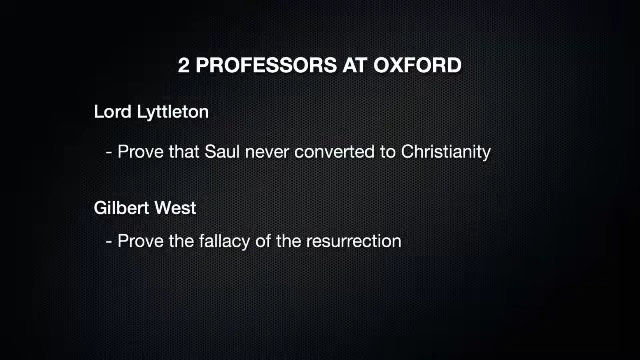 2 PROFESSORS AT OXFORD
Lord Lyttleton
- Prove that Saul never converted to Christianity
Gilbert West
- Prove the fallacy of the resurrection